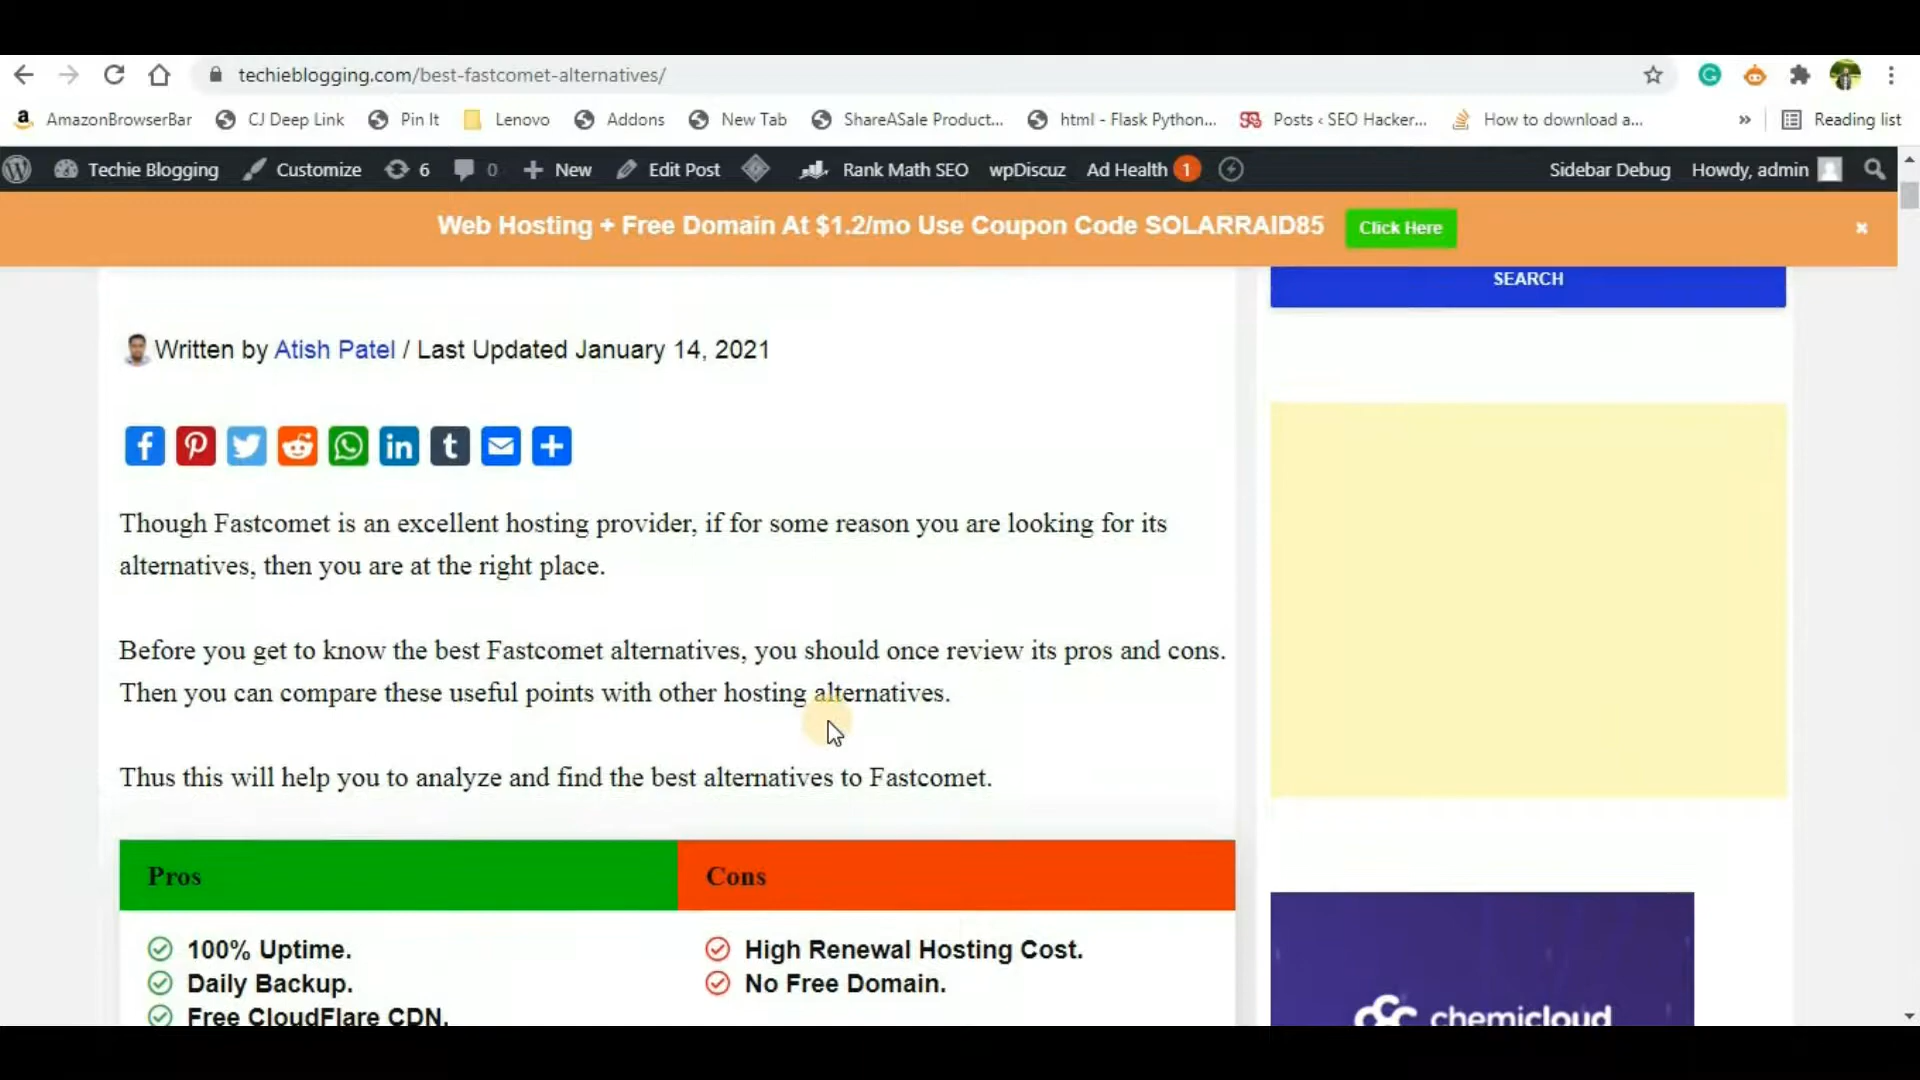 techieblogging.com/best-fastcomet-alternatives/
AmazonBrowserBar CJ Deep Link Pin It Lenovo Addons New Tab ShareASale Product... html - Flask Python... Posts ‹ SEO Hacker... How to download a... » Reading list
Techie Blogging Customize 6 0 New Edit Post Rank Math SEO wpDiscuz Ad Health 1 Sidebar Debug Howdy, admin
Web Hosting + Free Domain At $1.2/mo Use Coupon Code SOLARRAID85 Click Here
SEARCH
Written by Atish Patel / Last Updated January 14, 2021
Though Fastcomet is an excellent hosting provider, if for some reason you are looking for its
alternatives, then you are at the right place.
Before you get to know the best Fastcomet alternatives, you should once review its pros and cons.
Then you can compare these useful points with other hosting alternatives.
Thus this will help you to analyze and find the best alternatives to Fastcomet.
Pros Cons
100% Uptime. High Renewal Hosting Cost.
Daily Backup. No Free Domain.
Free CloudFlare CDN.
chemicloud